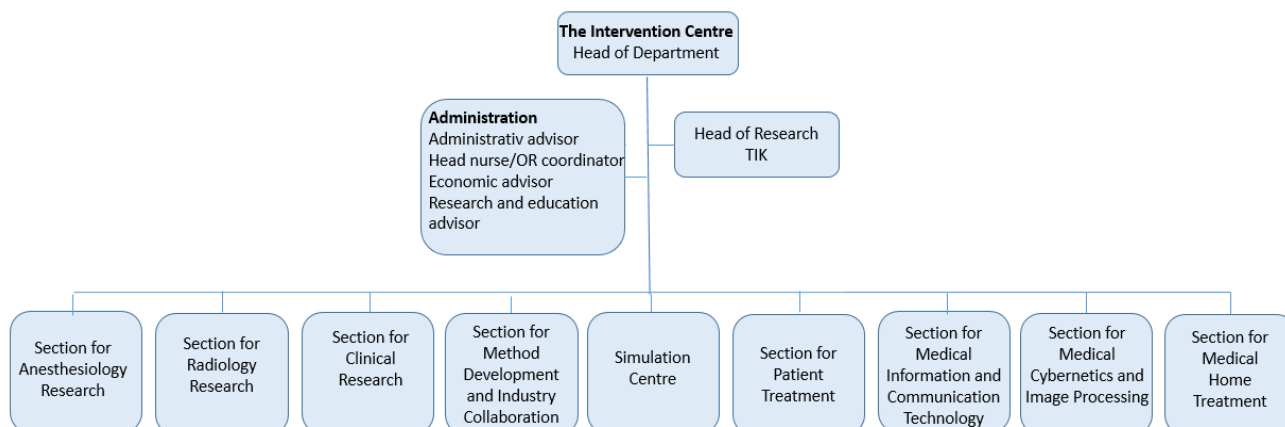 The Intervention Centre
Head of Department
Administration
Administrativ advisor
Head nurse/OR coordinator
Economic advisor
Research and education
advisor
Head of Research
TIK
Section for
Anesthesiology
Research
Section for
Radiology
Research
Section for
Clinical
Research
Section for
Method
Development
and Industry
Collaboration
Simulation
Centre
Section for
Patient
Treatment
Section for
Medical
Information and
Communication
Technology
Section for
Medical
Cybernetics and
Image Processing
Section for
Medical
Home
Treatment